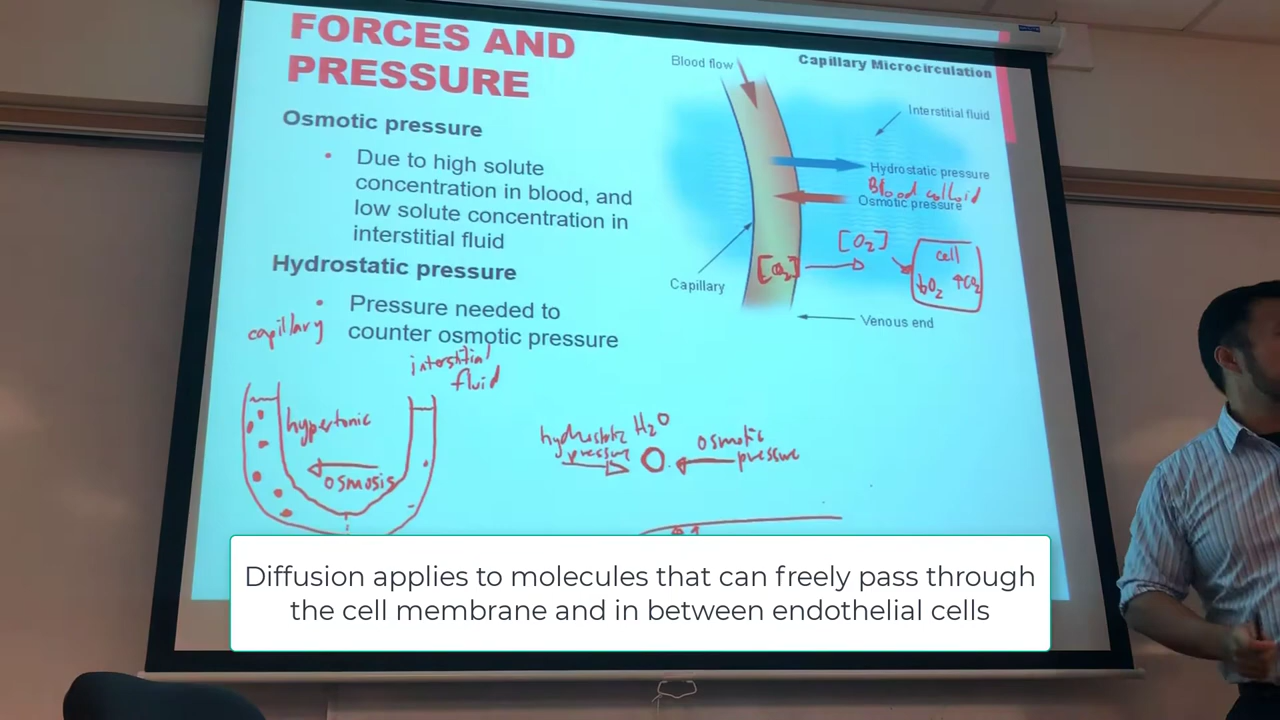 FORCES AND
PRESSURE
Osmotic pressure
• Due to high solute
concentration in blood, and
low solute concentration in
interstitial fluid
Hydrostatic pressure
• Pressure needed to
counter osmotic pressure
Blood flow
Capillary Microcirculation
Interstitial fluid
Hydrostatic pressure
Blood colloid
Osmotic pressure
[O₂]
[O₂]
cell
↓O₂ ↑CO₂
Capillary
Venous end
capillary
interstitial
fluid
hypertonic
osmosis
H₂O
pressure
osmotic
pressure
Diffusion applies to molecules that can freely pass through
the cell membrane and in between endothelial cells